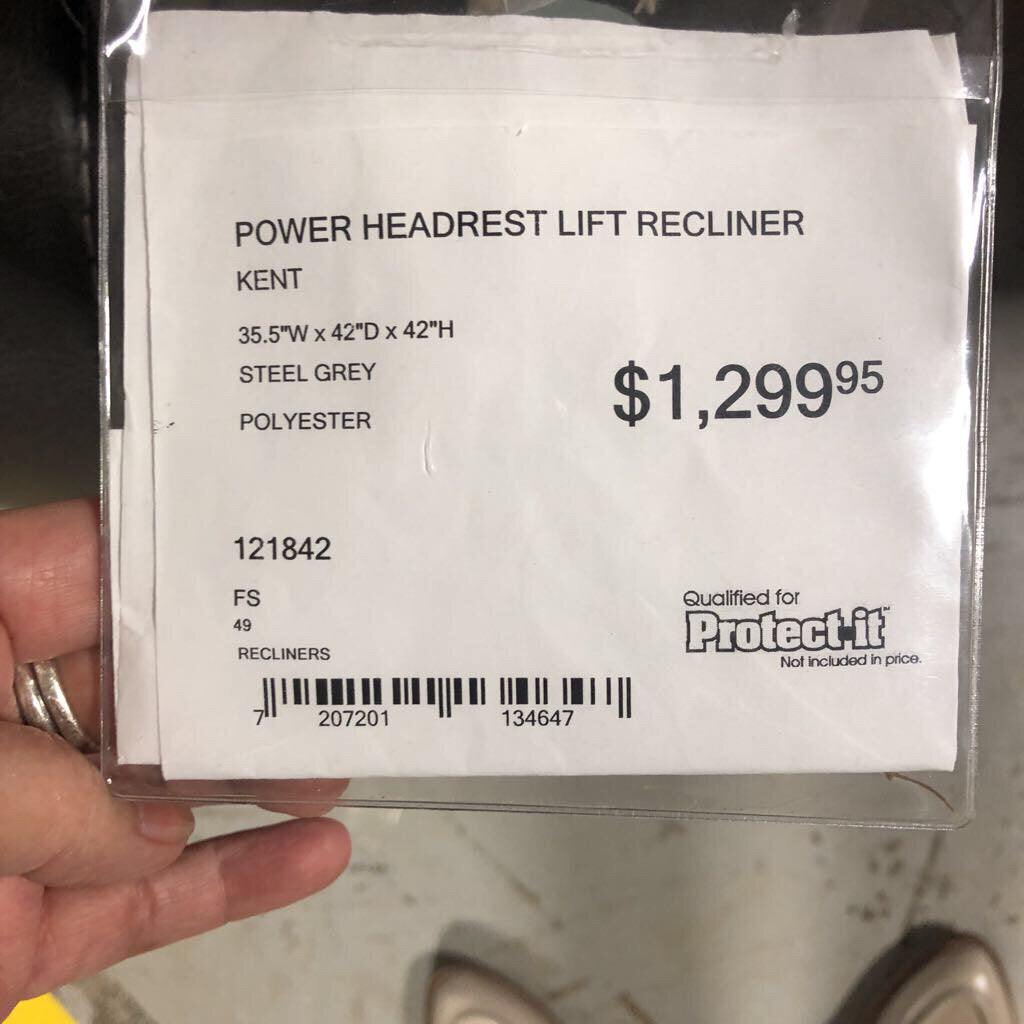 POWER HEADREST LIFT RECLINER
KENT
35.5"W x 42"D x 42"H
STEEL GREY
$1,299⁹⁵
POLYESTER
121842
FS
49
RECLINERS
Qualified for
Protect-it™
Not included in price.
7 207201 134647